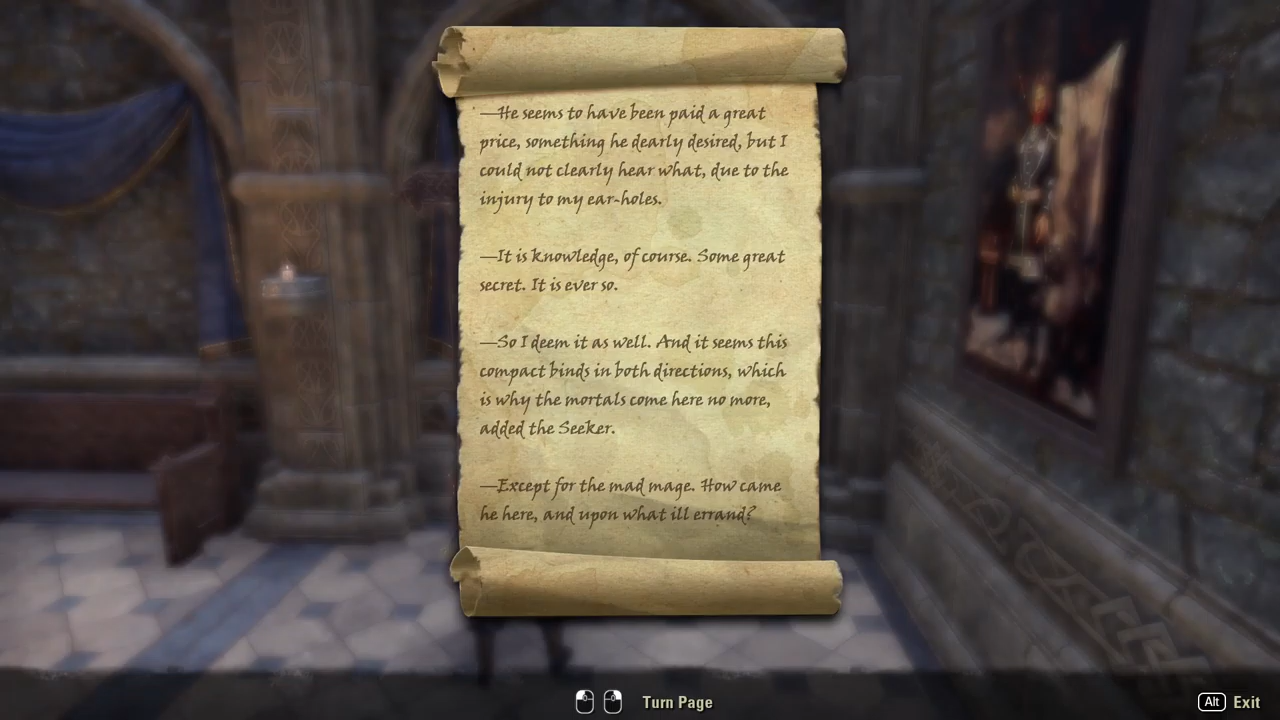 —He seems to have been paid a great
price, something he dearly desired, but I
could not clearly hear what, due to the
injury to my ear-holes.
—It is knowledge, of course. Some great
secret. It is ever so.
—So I deem it as well. And it seems this
compact binds in both directions, which
is why the mortals come here no more,
added the Seeker.
—Except for the mad mage. How came
he here, and upon what ill errand?
Turn Page
Alt Exit